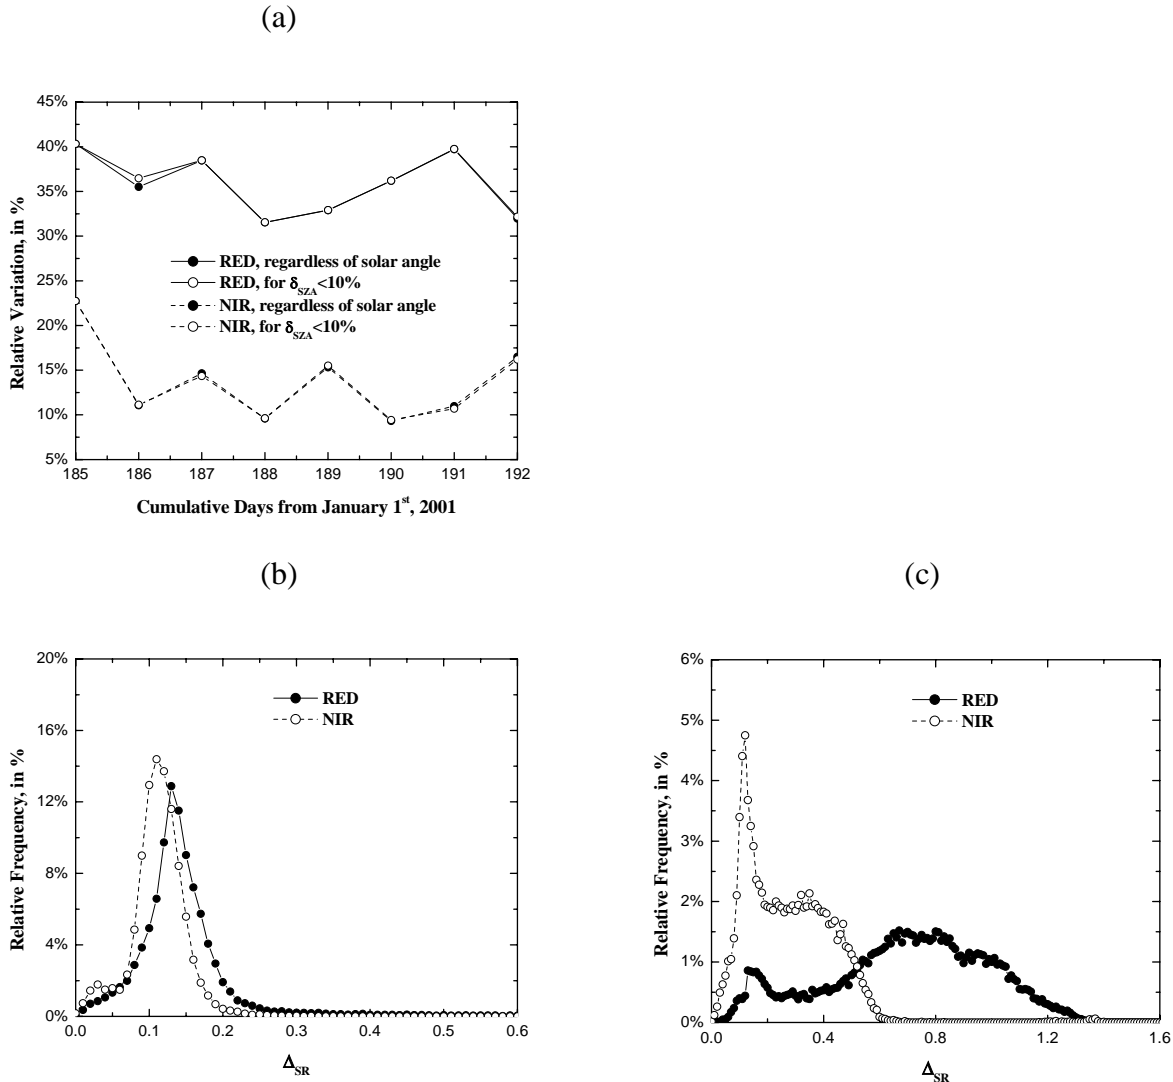 (a)
45%
40%
35%
30%
25%
20%
15%
10%
5%
Relative Variation, in %
RED, regardless of solar angle
RED, for δSZA<10%
NIR, regardless of solar angle
NIR, for δSZA<10%
185 186 187 188 189 190 191 192
Cumulative Days from January 1st, 2001
(b)
20%
16%
12%
8%
4%
0%
Relative Frequency, in %
RED
NIR
0.0 0.1 0.2 0.3 0.4 0.5 0.6
ΔSR
(c)
6%
5%
4%
3%
2%
1%
0%
Relative Frequency, in %
RED
NIR
0.0 0.4 0.8 1.2 1.6
ΔSR